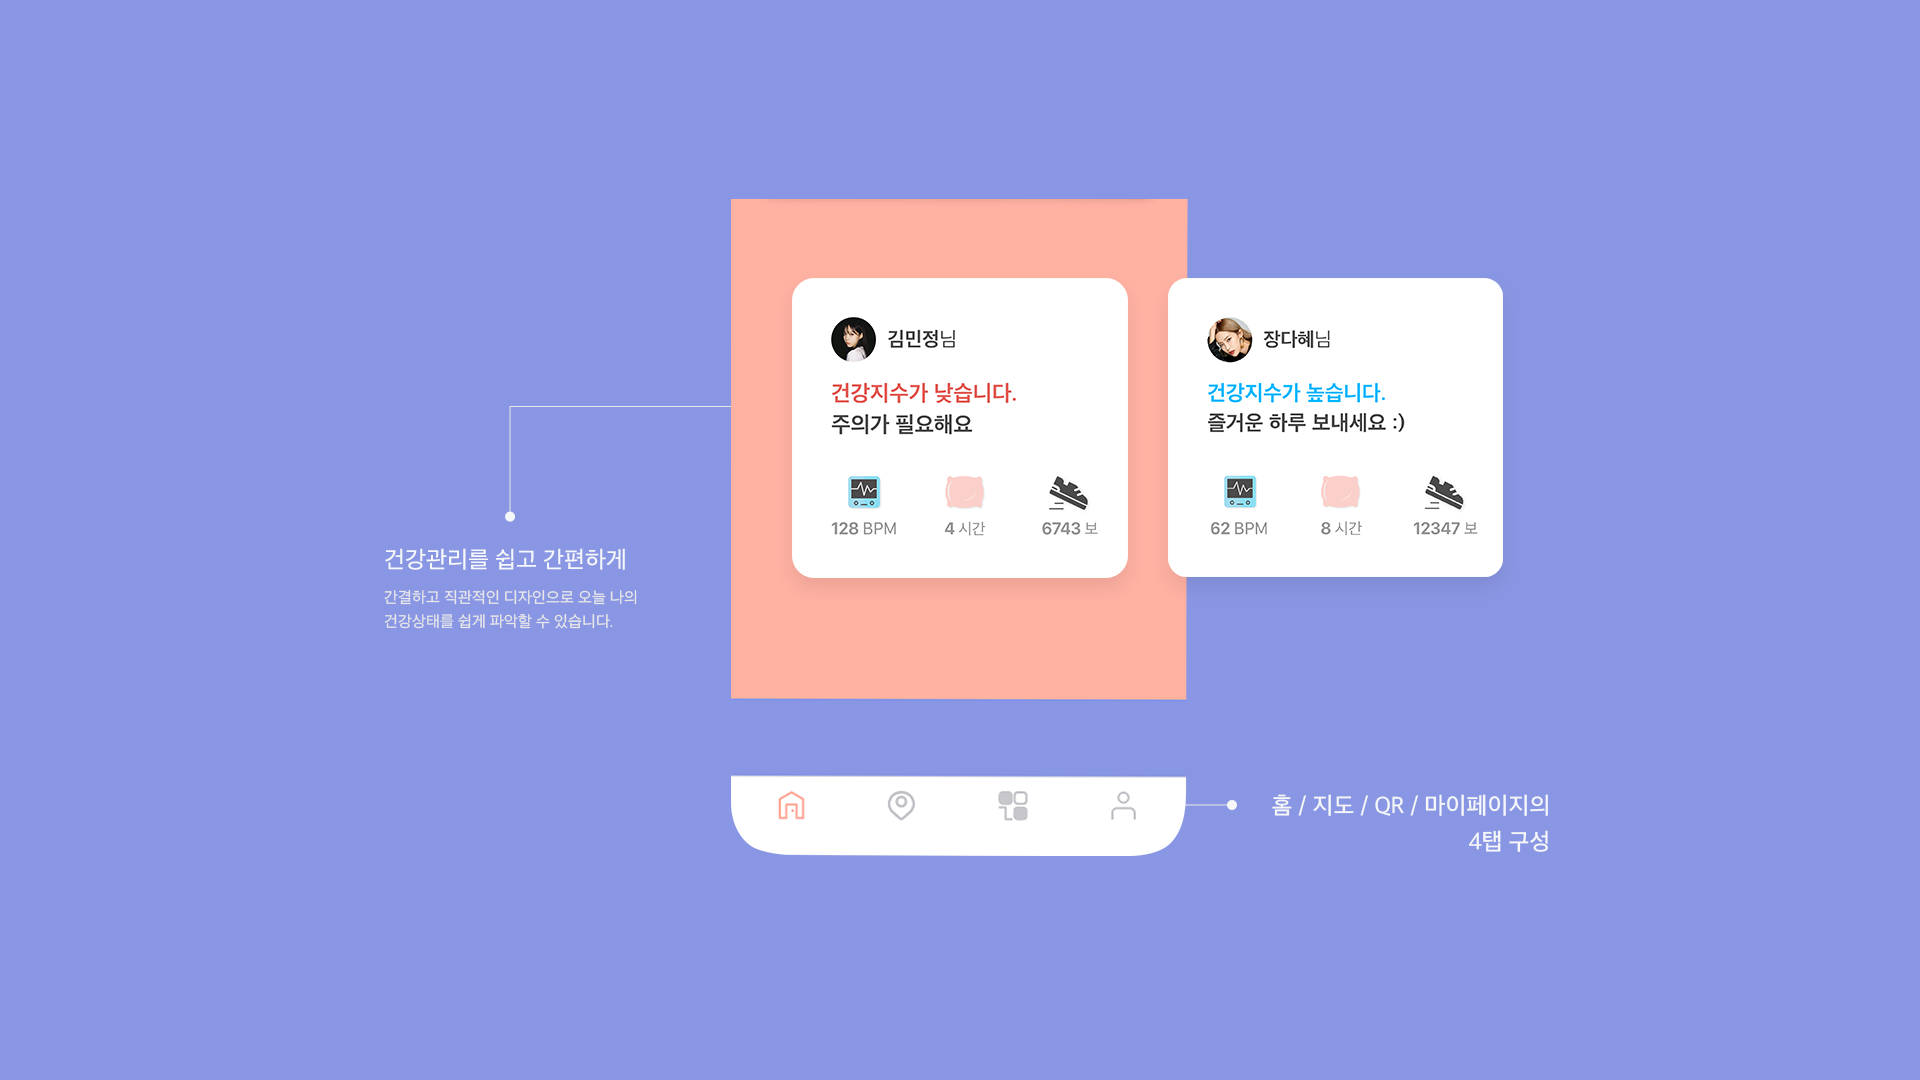 김민정님
건강지수가 낮습니다.
주의가 필요해요
128 BPM
4 시간
6743 보
장다혜님
건강지수가 높습니다.
즐거운 하루 보내세요 :)
62 BPM
8 시간
12347 보
건강관리를 쉽고 간편하게
간결하고 직관적인 디자인으로 오늘 나의
건강상태를 쉽게 파악할 수 있습니다.
홈 / 지도 / QR / 마이페이지의
4탭 구성